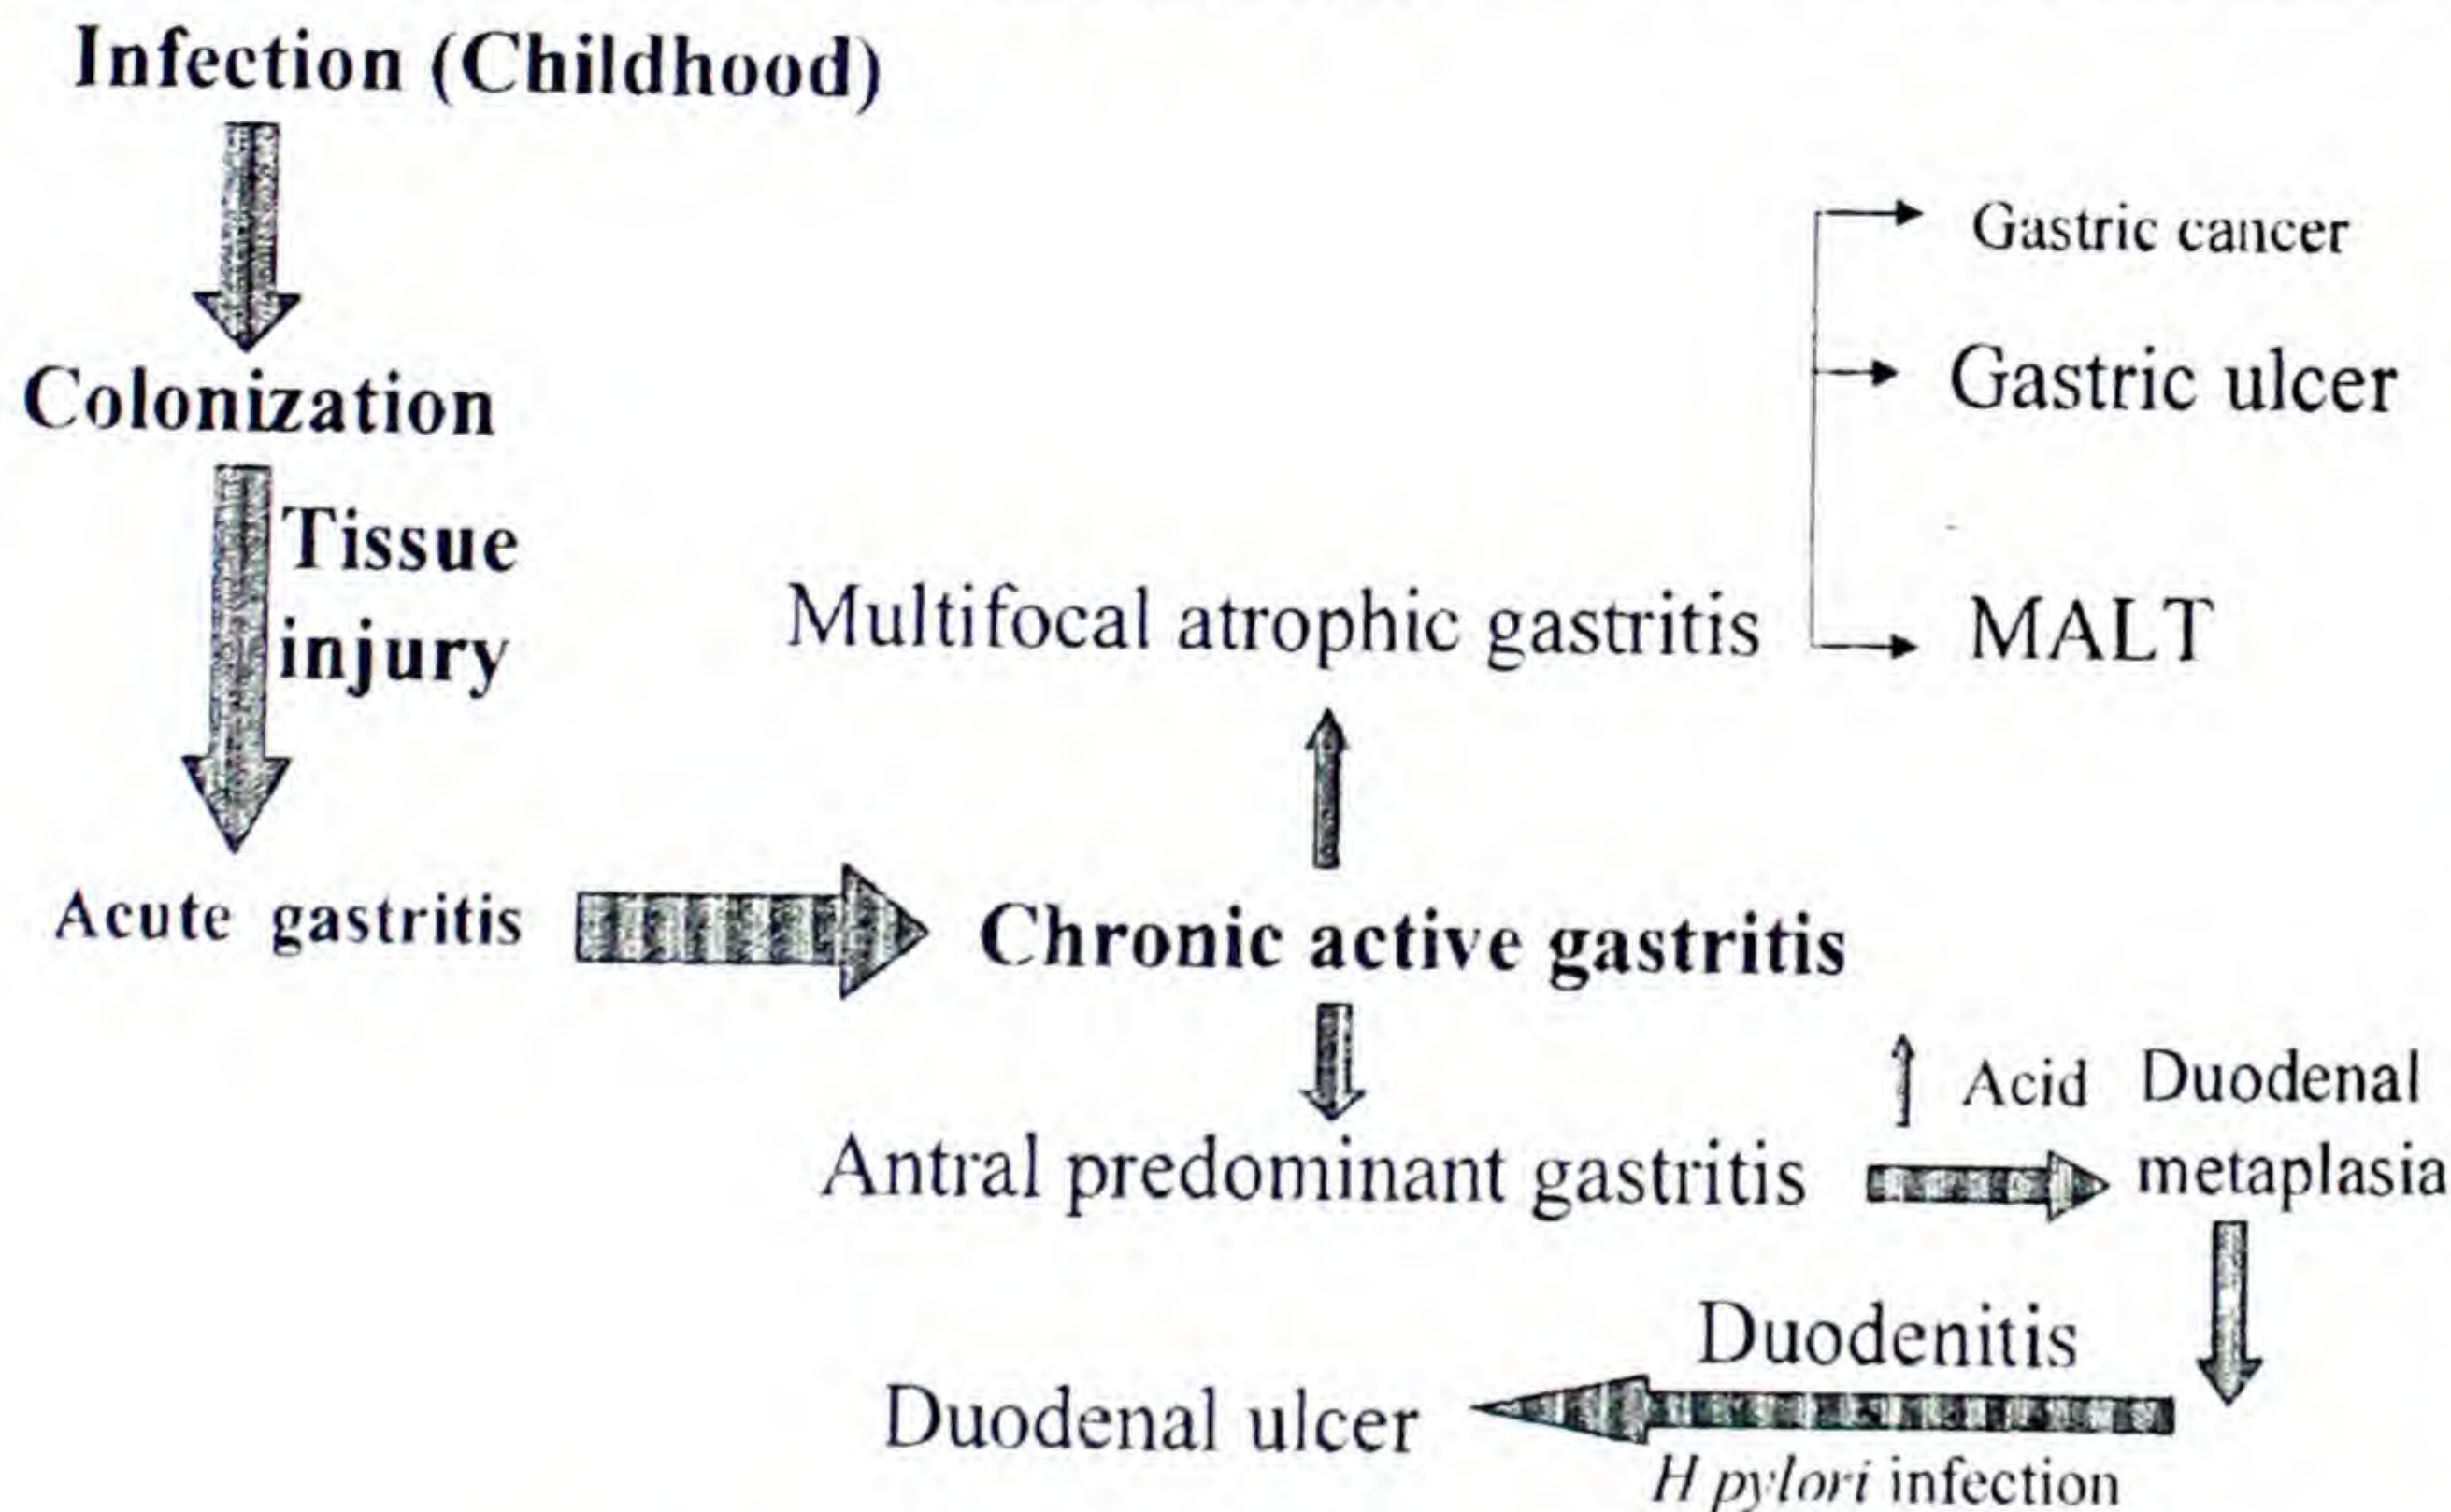 Infection (Childhood)
Gastric cancer
Colonization
Gastric ulcer
Tissue
injury
Multifocal atrophic gastritis
MALT
Acute gastritis
Chronic active gastritis
↑ Acid
Duodenal
metaplasia
Antral predominant gastritis
Duodenitis
Duodenal ulcer
H pylori infection